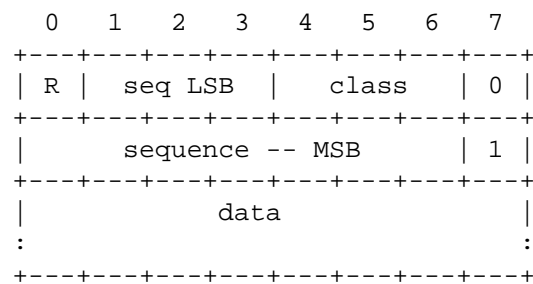 0   1   2   3   4   5   6   7
+---+---+---+---+---+---+---+---+
| R |  seq LSB  |   class   | 0 |
+---+---+---+---+---+---+---+---+
|      sequence -- MSB      | 1 |
+---+---+---+---+---+---+---+---+
|            data               |
:                               :
+---+---+---+---+---+---+---+---+